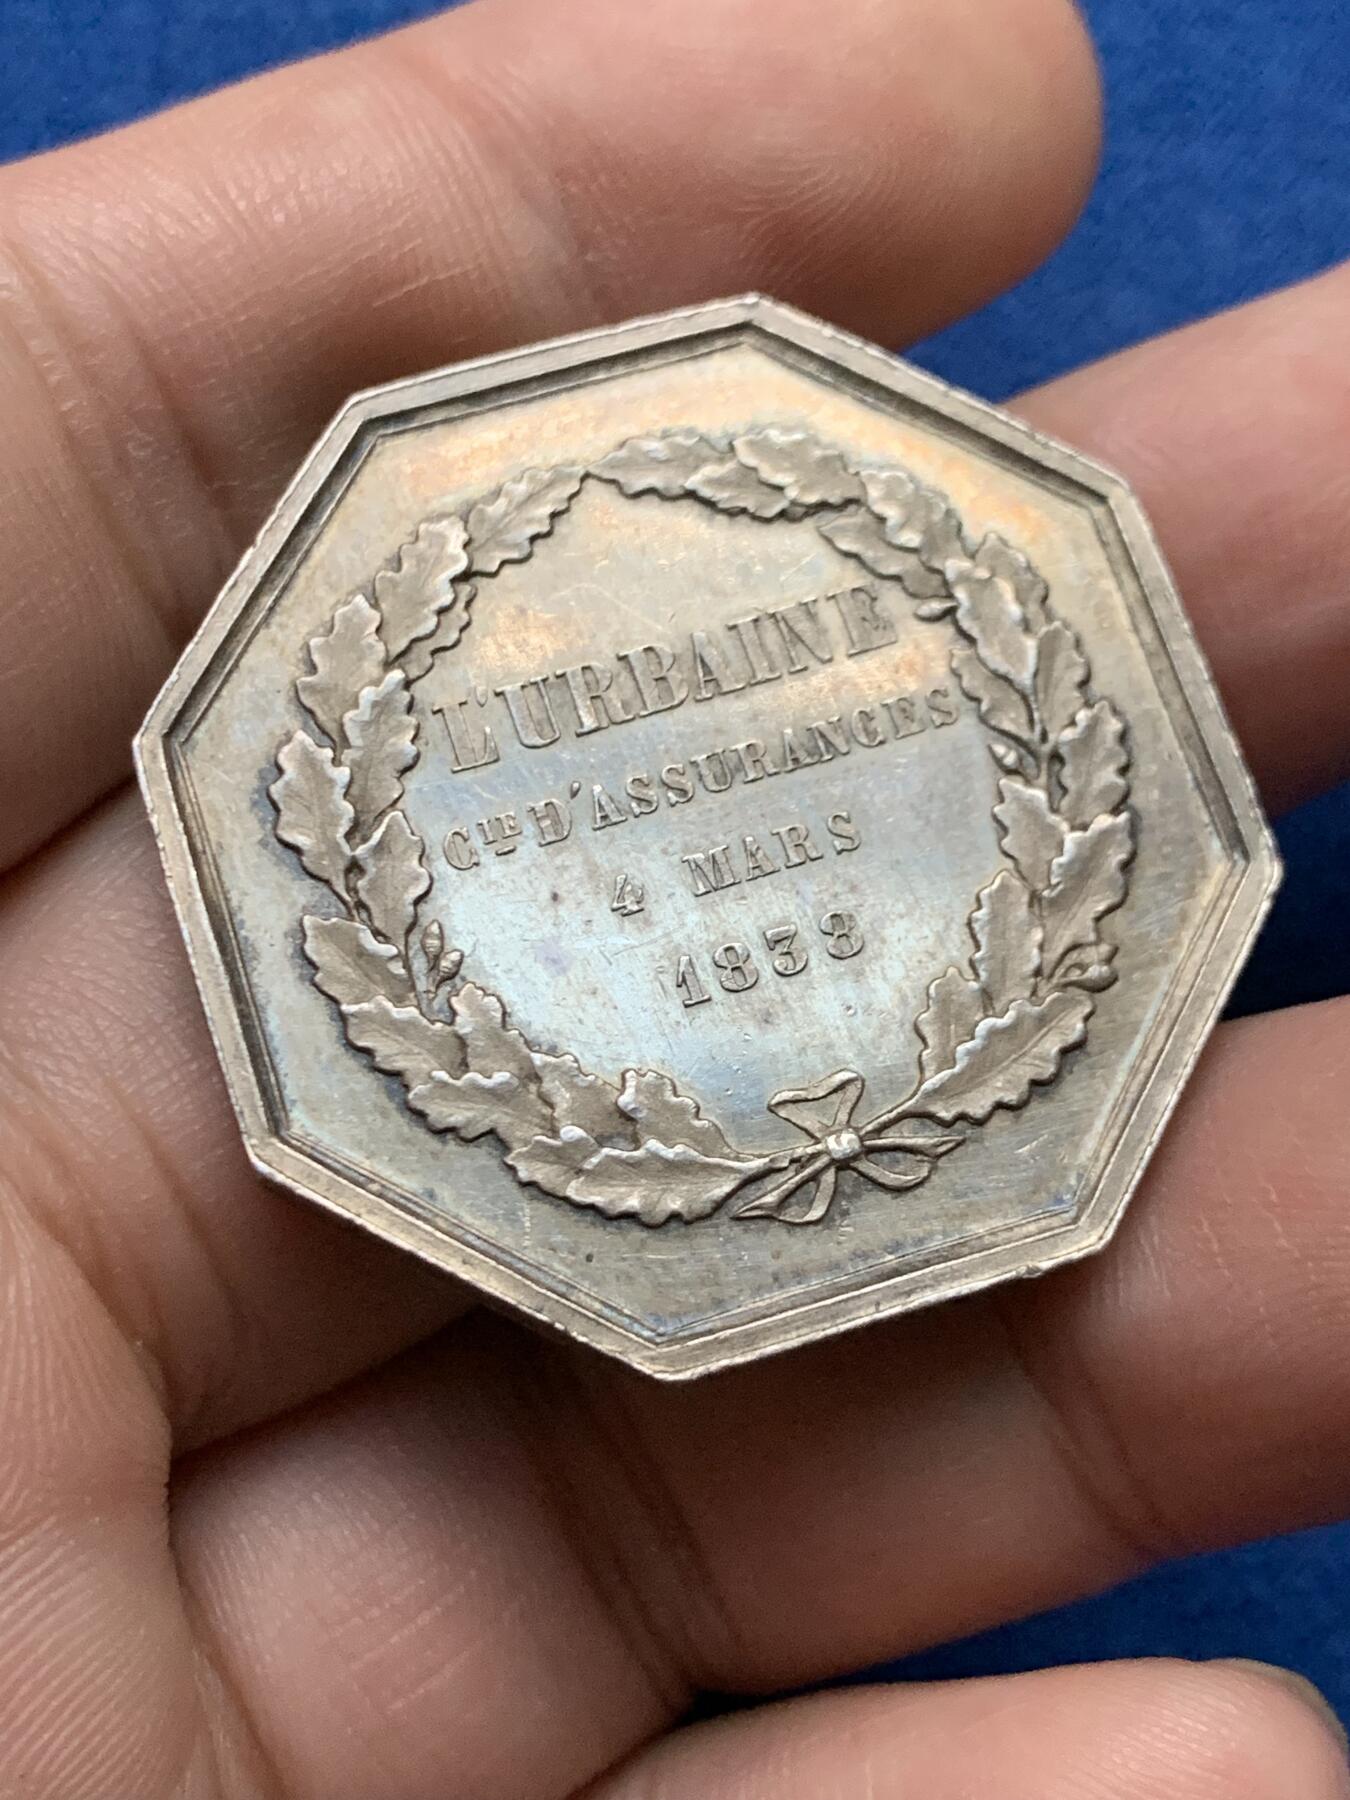 L'URBAINE
CIE D'ASSURANCES
4 MARS
1838